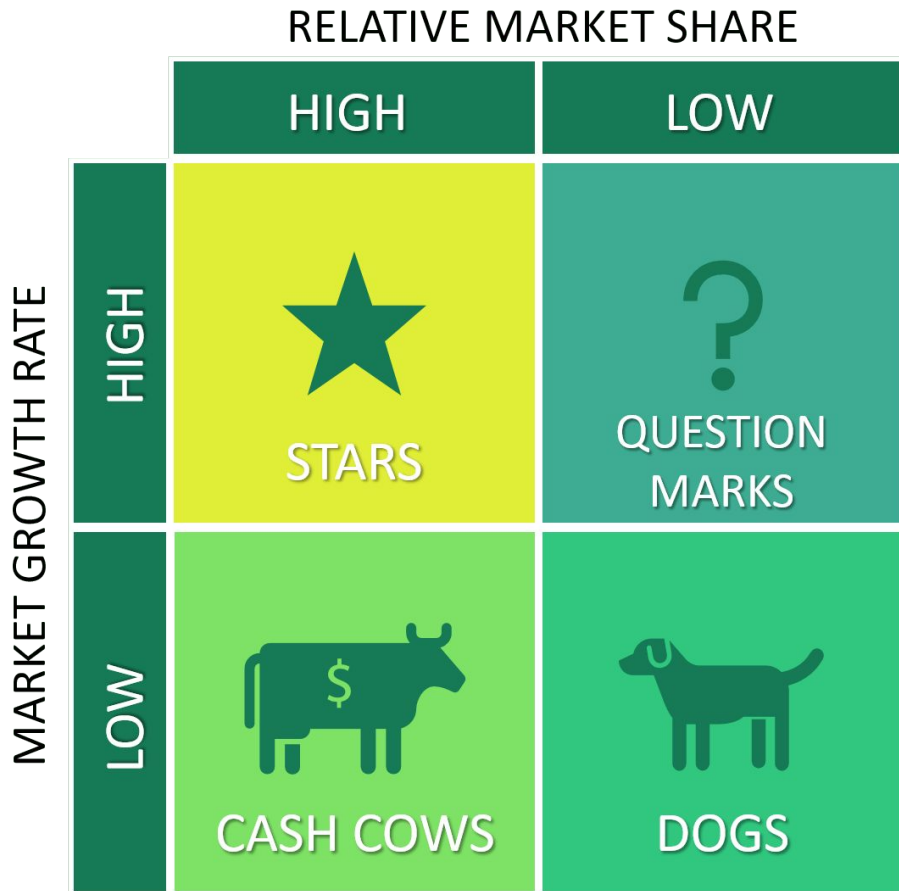 RELATIVE MARKET SHARE
HIGH
LOW
MARKET GROWTH RATE
HIGH
STARS
?
QUESTION
MARKS
LOW
$
CASH COWS
DOGS